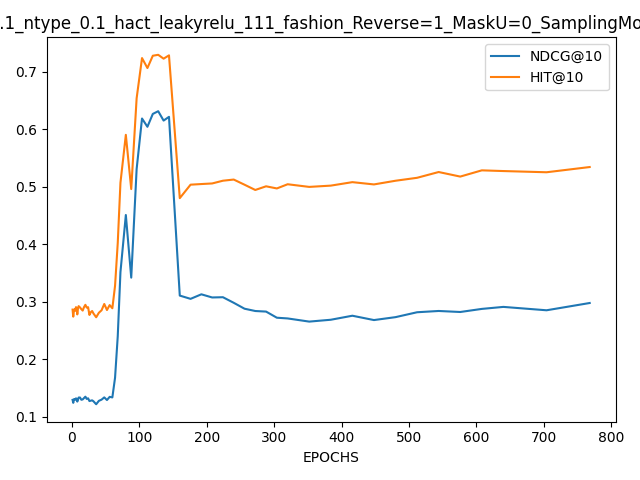 .1_ntype_0.1_hact_leakyrelu_111_fashion_Reverse=1_MaskU=0_SamplingMo
NDCG@10
HIT@10
0.7
0.6
0.5
0.4
0.3
0.2
0.1
0 100 200 300 400 500 600 700 800
EPOCHS